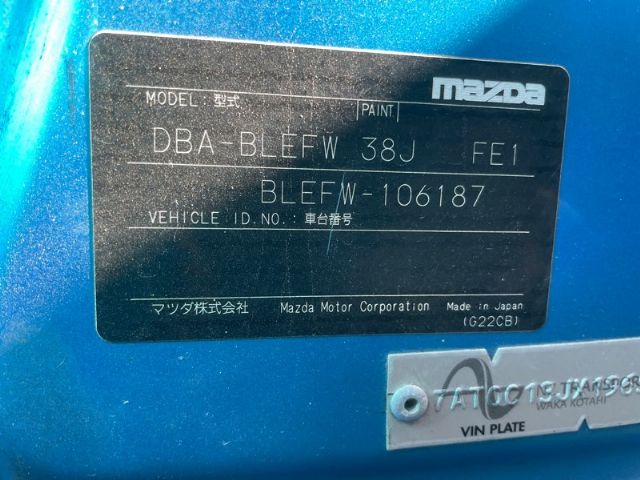 mazda
MODEL: 型式 PAINT
DBA-BLEFW 38J FE1
BLEFW-106187
VEHICLE ID.NO.: 車台番号
マツダ株式会社 Mazda Motor Corporation Made in Japan
(G22CB)
WAKA KOTAHI
VIN PLATE